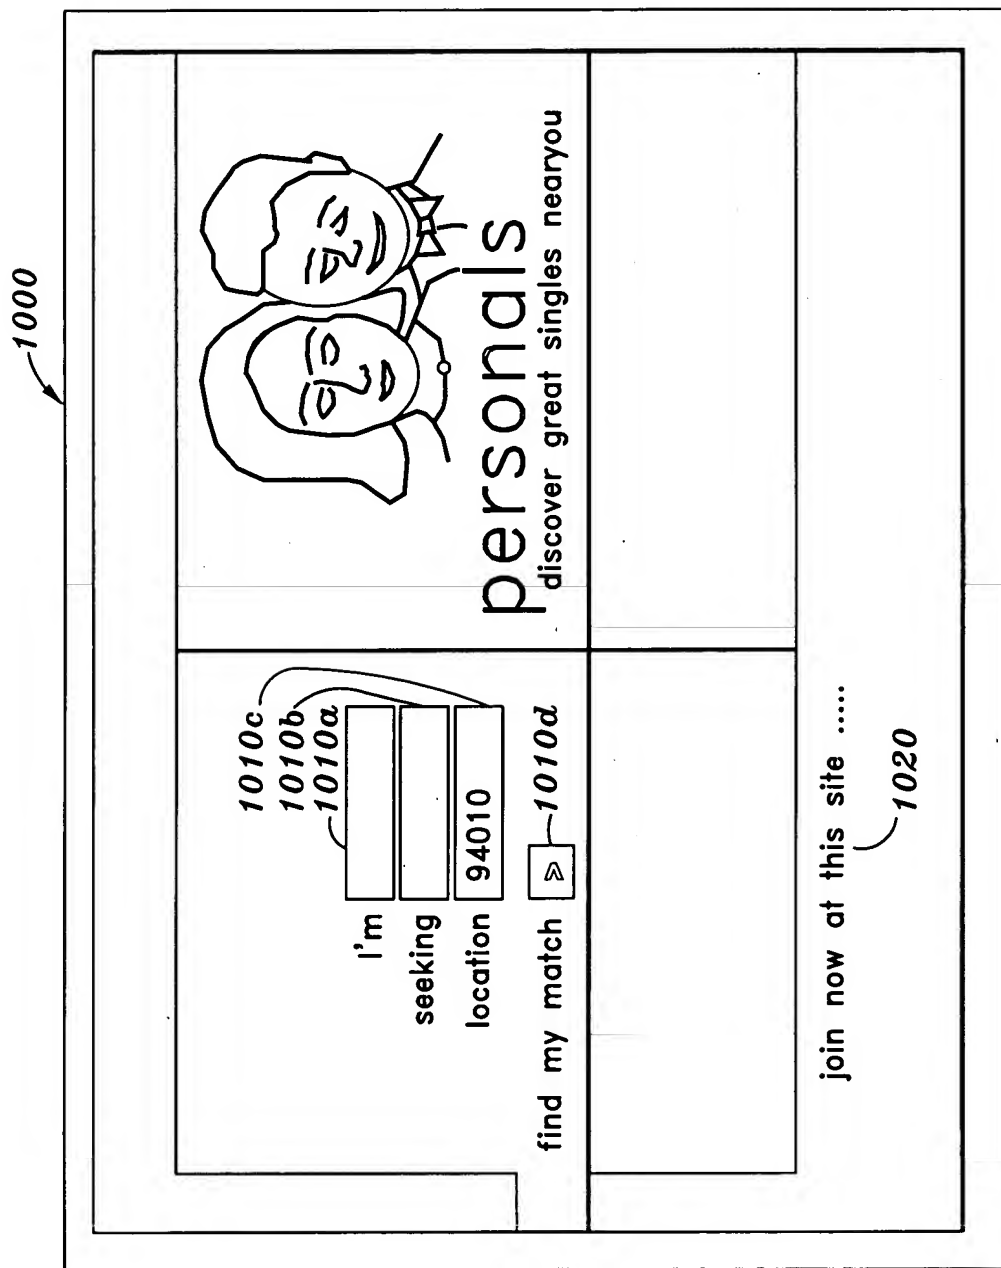 1000
1010c
1010b
1010a
I'm
seeking
location 94010
find my match > 1010d
personals
discover great singles nearyou
join now at this site .....
1020